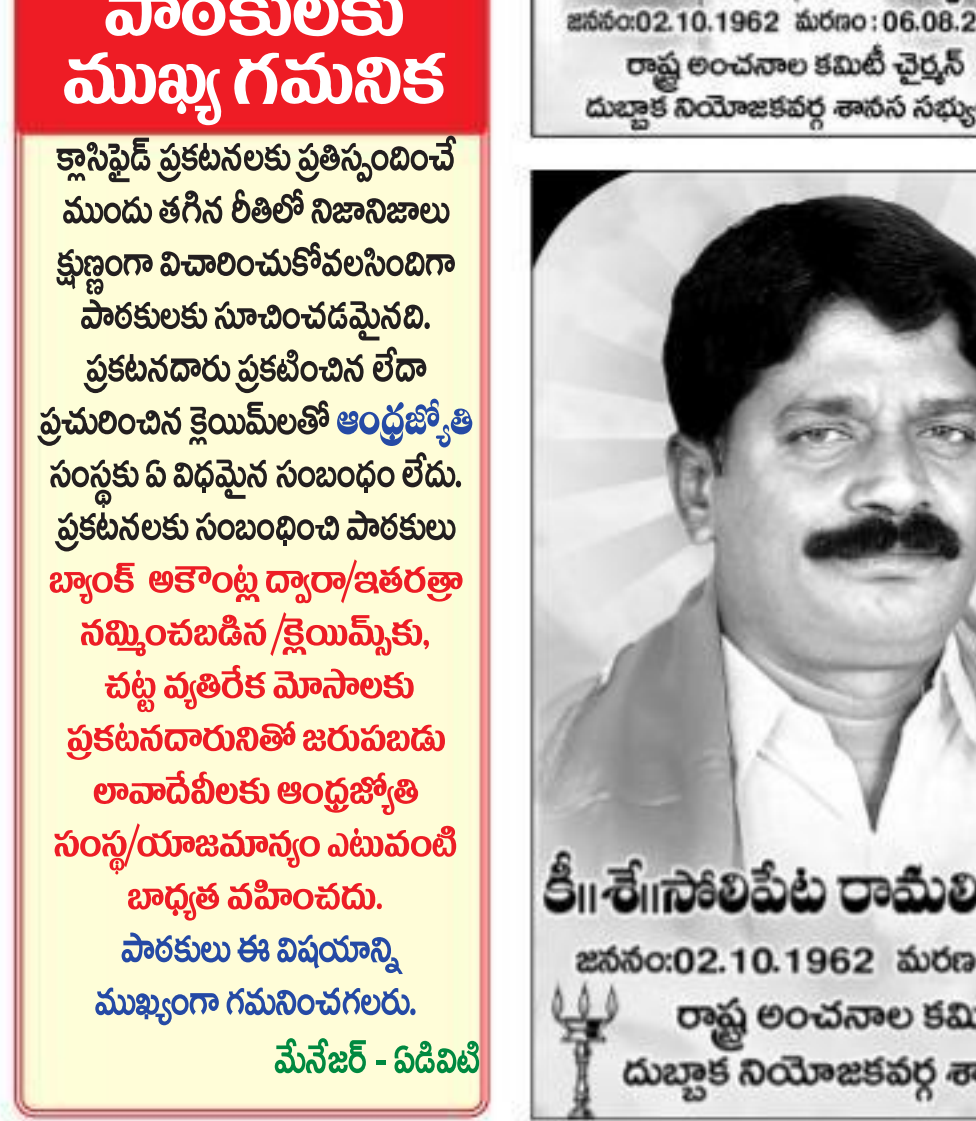 పాఠకులకు
ముఖ్య గమనిక
క్లాసిఫైడ్ ప్రకటనలకు ప్రతిస్పందించే
ముందు తగిన రీతిలో నిజానిజాలు
క్షుణ్ణంగా విచారించుకోవలసిందిగా
పాఠకులకు సూచించడమైనది.
ప్రకటనదారు ప్రకటించిన లేదా
ప్రచురించిన క్లెయిమ్‌లతో ఆంధ్రజ్యోతి
సంస్థకు ఏ విధమైన సంబంధం లేదు.
ప్రకటనలకు సంబంధించి పాఠకులు
బ్యాంక్ అకౌంట్ల ద్వారా/ఇతరత్రా
నమ్మించబడిన /క్లెయిమ్స్‌కు,
చట్ట వ్యతిరేక మోసాలకు
ప్రకటనదారునితో జరుపబడు
లావాదేవీలకు ఆంధ్రజ్యోతి
సంస్థ/యాజమాన్యం ఎటువంటి
బాధ్యత వహించదు.
పాఠకులు ఈ విషయాన్ని
ముఖ్యంగా గమనించగలరు.
మేనేజర్ - ఏడివిటి
జననం:02.10.1962 మరణం : 06.08.2
రాష్ట్ర అంచనాల కమిటీ చైర్మన్
దుబ్బాక నియోజకవర్గ శానస సభ్యు
కీ॥శే॥సోలిపేట రామలి
జననం:02.10.1962 మరణ
రాష్ట్ర అంచనాల కమి
దుబ్బాక నియోజకవర్గ శా